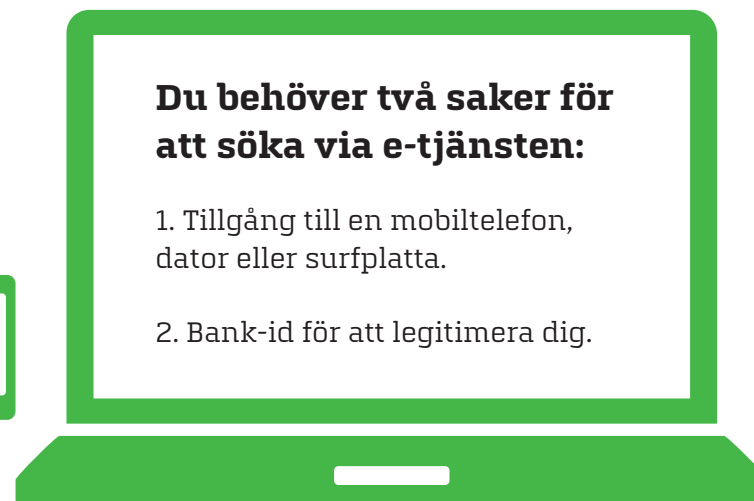 Du behöver två saker för
att söka via e-tjänsten:
1. Tillgång till en mobiltelefon,
dator eller surfplatta.
2. Bank-id för att legitimera dig.